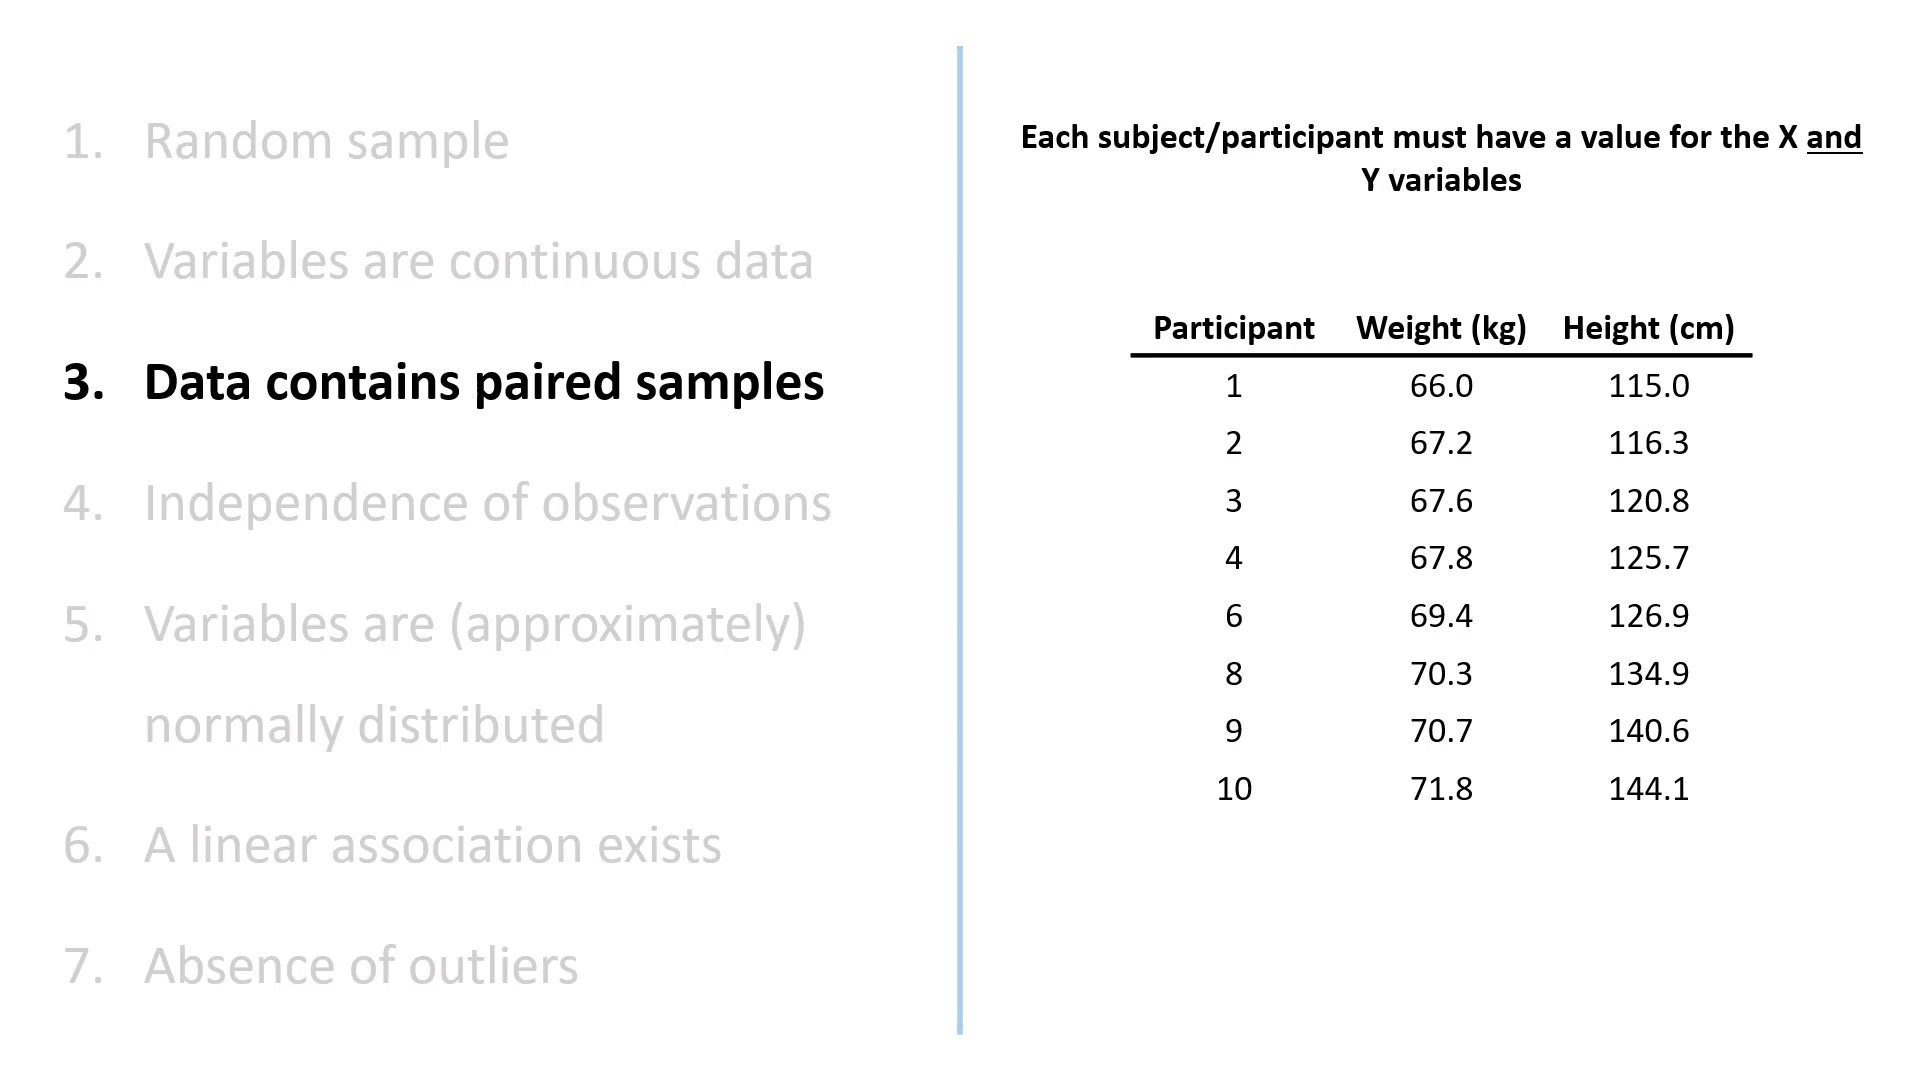 1. Random sample
2. Variables are continuous data
3. Data contains paired samples
4. Independence of observations
5. Variables are (approximately)
normally distributed
6. A linear association exists
7. Absence of outliers
Each subject/participant must have a value for the X and
Y variables
Participant Weight (kg) Height (cm)
1 66.0 115.0
2 67.2 116.3
3 67.6 120.8
4 67.8 125.7
6 69.4 126.9
8 70.3 134.9
9 70.7 140.6
10 71.8 144.1